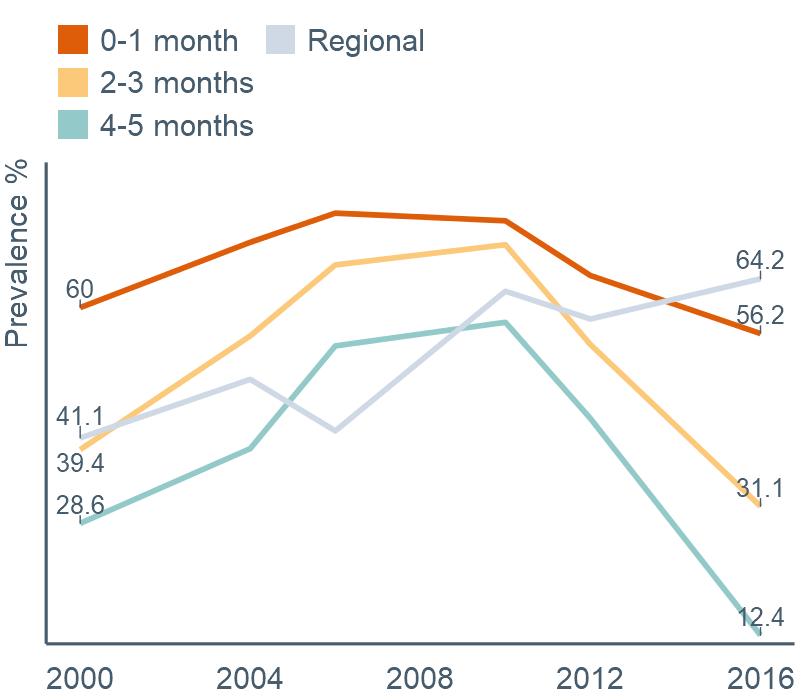 0-1 month
Regional
2-3 months
4-5 months
Prevalence %
60
41.1
39.4
28.6
64.2
56.2
31.1
12.4
2000 2004 2008 2012 2016